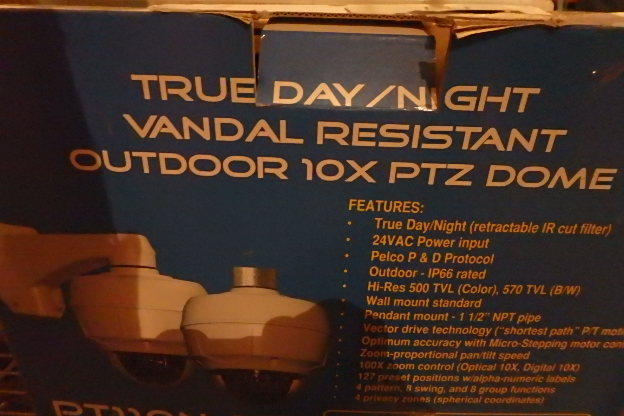 TRUE DAY/NIGHT
VANDAL RESISTANT
OUTDOOR 10X PTZ DOME
FEATURES:
• True Day/Night (retractable IR cut filter)
• 24VAC Power input
• Pelco P & D Protocol
• Outdoor - IP66 rated
• Hi-Res 500 TVL (Color), 570 TVL (B/W)
• Wall mount standard
• Pendant mount - 1 1/2" NPT pipe
• Vector drive technology ("shortest path" P/T
• Optimum accuracy with Micro-Stepping motor
• Zoom-proportional pan/tilt speed
• 100X zoom control (Optical 10X, Digital 10X)
• 127 preset positions w/alpha-numeric labels
• 4 pattern, 8 swing, and 8 group functions
• 4 privacy zones (spherical coordinates)